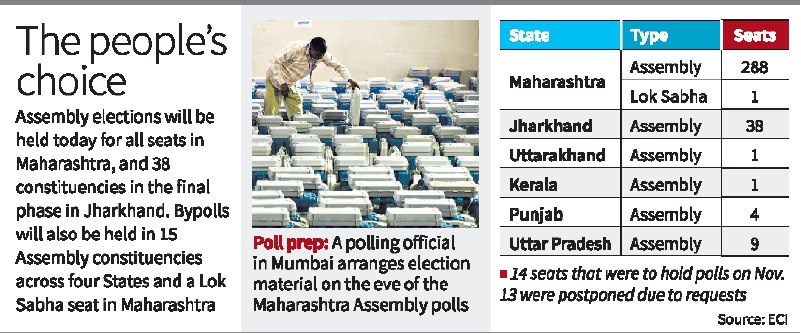 The people's
choice
Assembly elections will be
held today for all seats in
Maharashtra, and 38
constituencies in the final
phase in Jharkhand. Bypolls
will also be held in 15
Assembly constituencies
across four States and a Lok
Sabha seat in Maharashtra
Poll prep: A polling official
in Mumbai arranges election
material on the eve of the
Maharashtra Assembly polls
State Type Seats
Maharashtra Assembly 288
Lok Sabha 1
Jharkhand Assembly 38
Uttarakhand Assembly 1
Kerala Assembly 1
Punjab Assembly 4
Uttar Pradesh Assembly 9
■ 14 seats that were to hold polls on Nov.
13 were postponed due to requests
Source: ECI